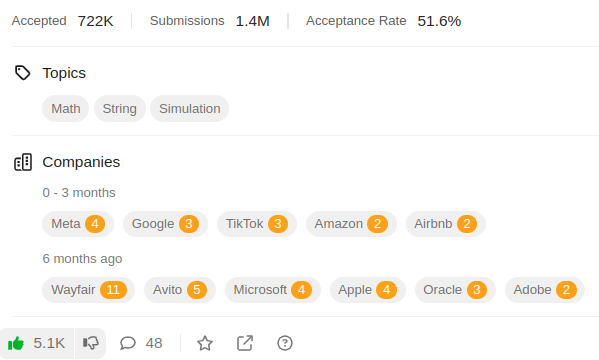 Accepted 722K Submissions 1.4M Acceptance Rate 51.6%
Topics
Math String Simulation
Companies
0 - 3 months
Meta 4 Google 3 TikTok 3 Amazon 2 Airbnb 2
6 months ago
Wayfair 11 Avito 5 Microsoft 4 Apple 4 Oracle 3 Adobe 2
5.1K 48